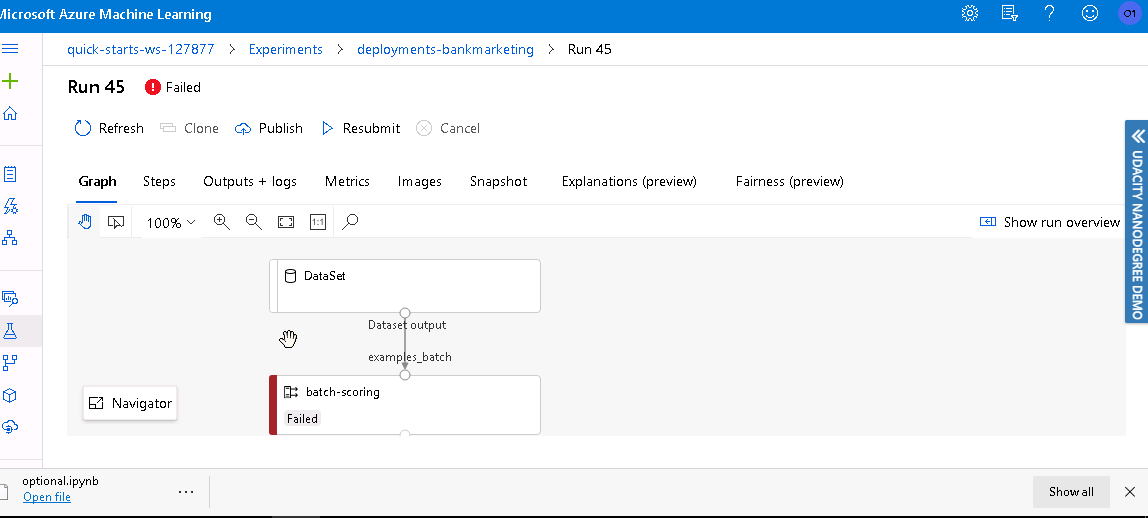 Microsoft Azure Machine Learning
01
quick-starts-ws-127877 > Experiments > deployments-bankmarketing > Run 45
Run 45 Failed
Refresh Clone Publish Resubmit Cancel
Graph Steps Outputs + logs Metrics Images Snapshot Explanations (preview) Fairness (preview)
100% 1:1 Show run overview
DataSet
Dataset output
examples_batch
batch-scoring
Failed
Navigator
UDACITY NANODEGREE DEMO
optional.ipynb
Open file
Show all